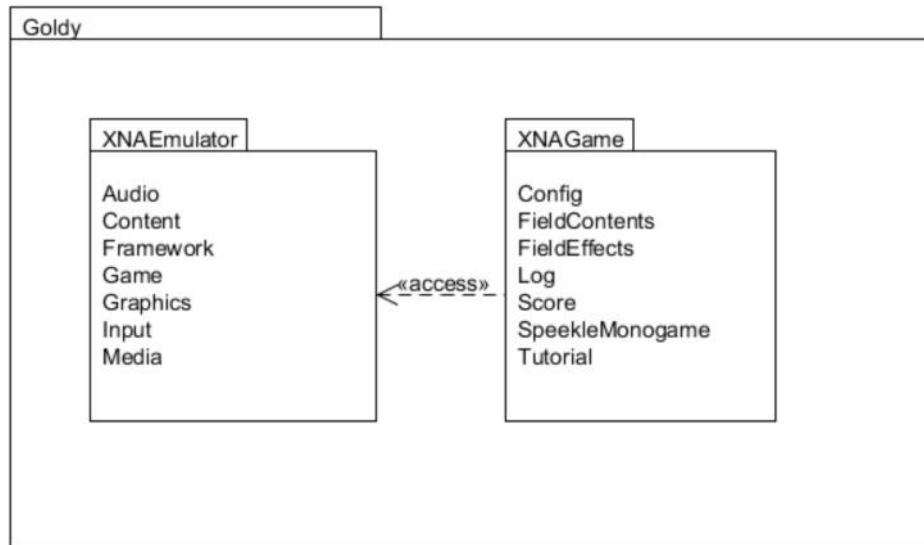 Goldy
XNAEmulator
Audio
Content
Framework
Game
Graphics
Input
Media
«access»
XNAGame
Config
FieldContents
FieldEffects
Log
Score
SpeekleMonogame
Tutorial